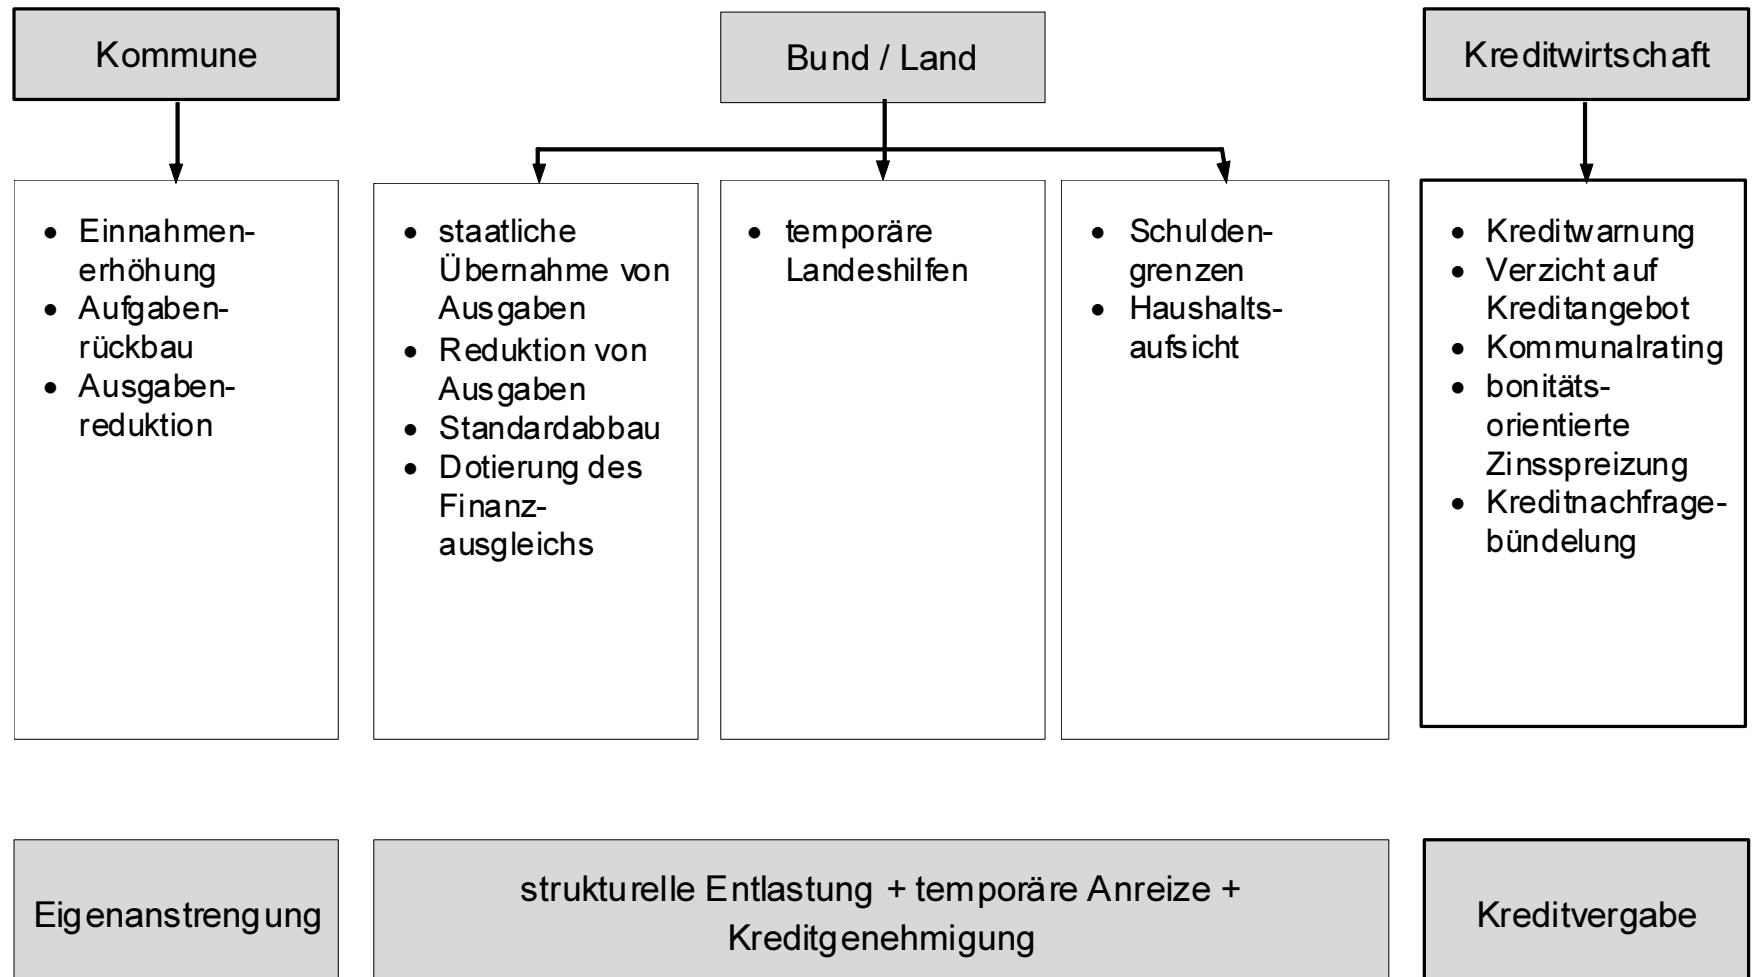 Kommune
Bund / Land
Kreditwirtschaft
• Einnahmen-
erhöhung
• Aufgaben-
rückbau
• Ausgaben-
reduktion
• staatliche
Übernahme von
Ausgaben
• Reduktion von
Ausgaben
• Standardabbau
• Dotierung des
Finanz-
ausgleichs
• temporäre
Landeshilfen
• Schulden-
grenzen
• Haushalts-
aufsicht
• Kreditwarnung
• Verzicht auf
Kreditangebot
• Kommunalrating
• bonitäts-
orientierte
Zinsspreizung
• Kreditnachfrage-
bündelung
Eigenanstrengung
strukturelle Entlastung + temporäre Anreize +
Kreditgenehmigung
Kreditvergabe